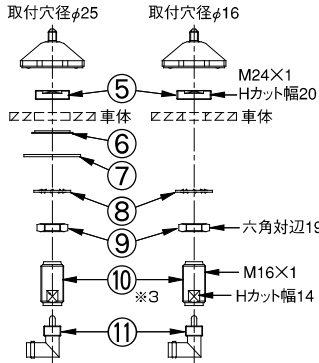 取付穴径φ25
取付穴径φ16
⑤
M24×1
Hカット幅20
車体
車体
⑥
⑦
⑧
⑨
六角対辺19
⑩
※3
M16×1
Hカット幅14
⑪